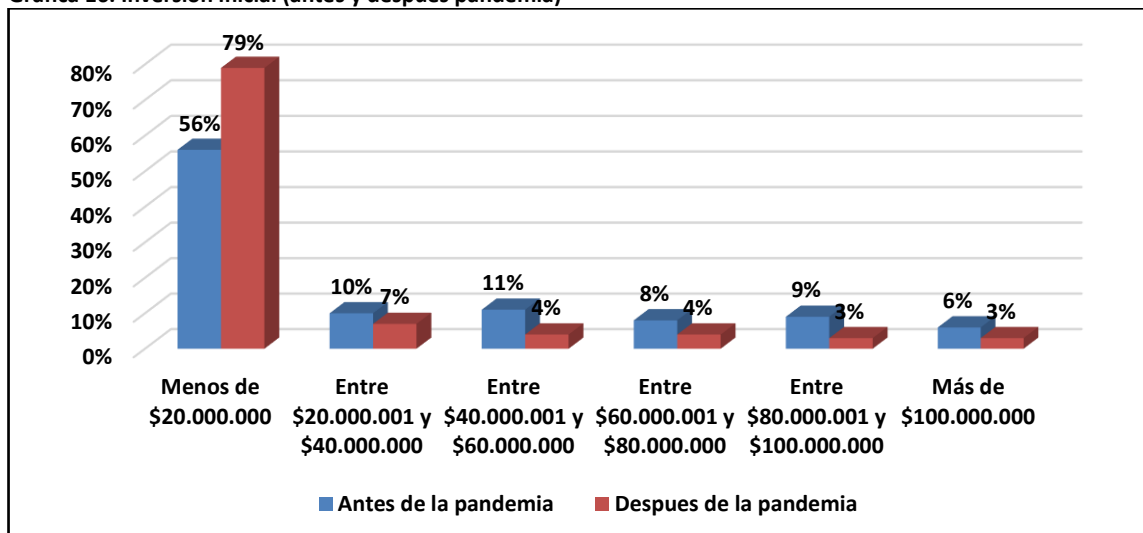 79%
80%
70%
56%
60%
50%
40%
30%
20%
10%
0%
10%
7%
11%
4%
8%
4%
9%
3%
6%
3%
Menos de
$20.000.000
Entre
$20.000.001 y
$40.000.000
Entre
$40.000.001 y
$60.000.000
Entre
$60.000.001 y
$80.000.000
Entre
$80.000.001 y
$100.000.000
Más de
$100.000.000
Antes de la pandemia
Despues de la pandemia